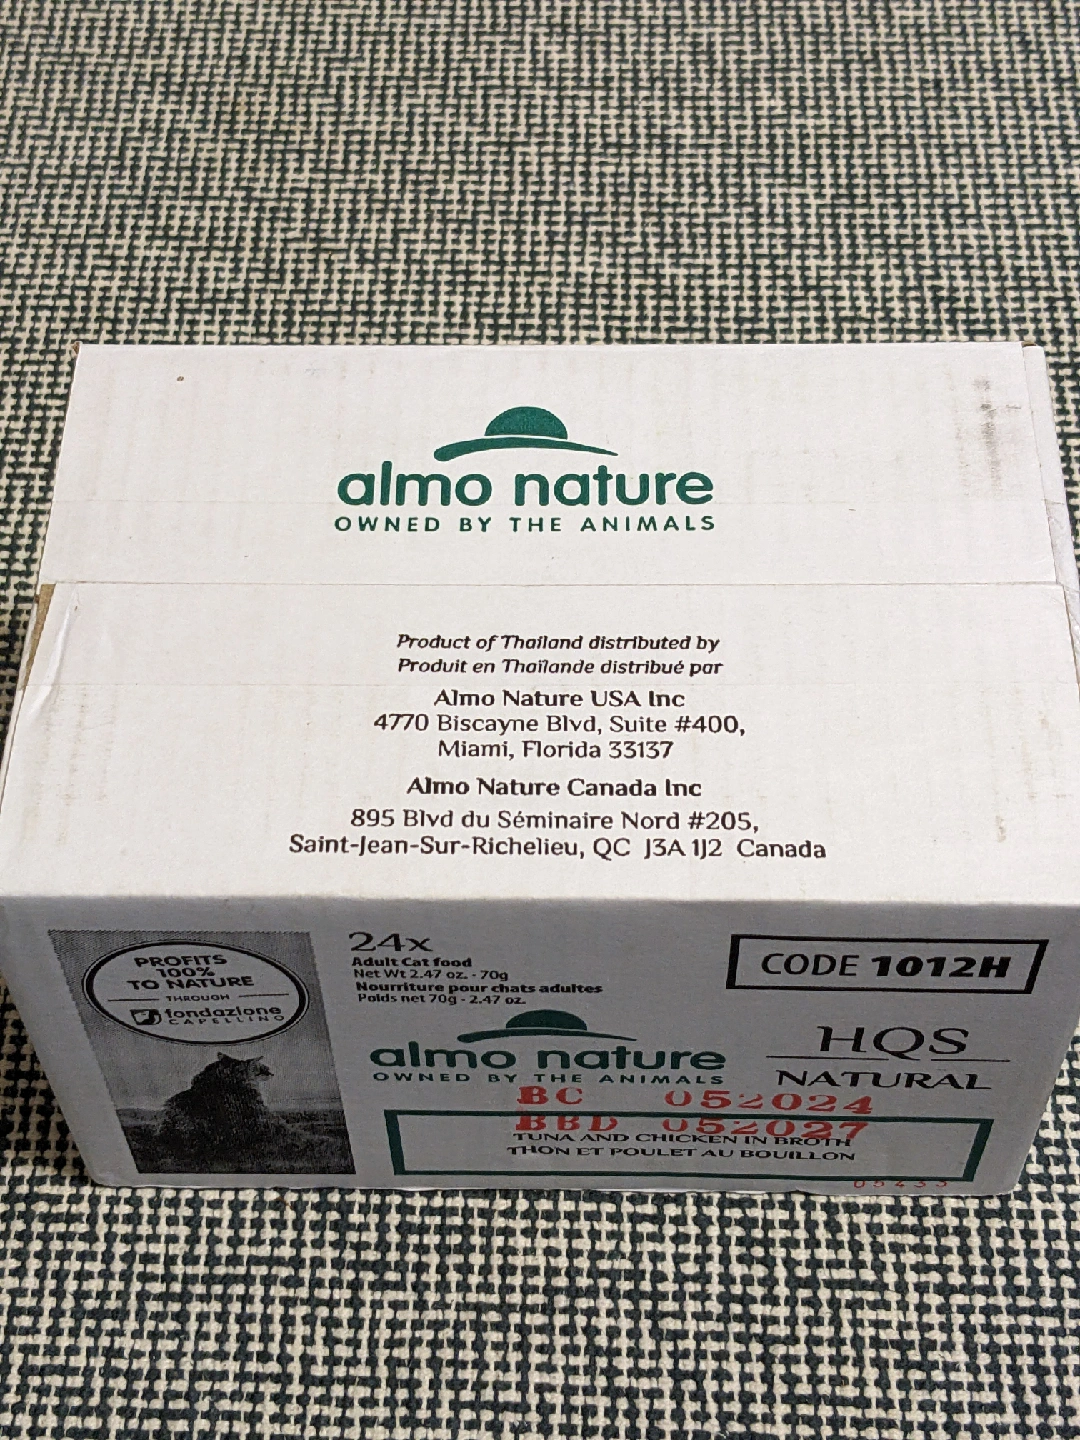 almo nature
OWNED BY THE ANIMALS
Product of Thailand distributed by
Produit en Thaïlande distribué par
Almo Nature USA Inc
4770 Biscayne Blvd, Suite #400,
Miami, Florida 33137
Almo Nature Canada Inc
895 Blvd du Séminaire Nord #205,
Saint-Jean-Sur-Richelieu, QC J3A 1J2 Canada
PROFITS
100%
TO NATURE
THROUGH
fondazione
CAPELLINO
24x
Adult Cat food
Net Wt 2.47 oz. - 70g
Nourriture pour chats adultes
Poids net 70g - 2.47 oz.
almo nature
OWNED BY THE ANIMALS
CODE 1012H
HQS
NATURAL
BC 052024
BBD 052027
TUNA AND CHICKEN IN BROTH
THON ET POULET AU BOUILLON